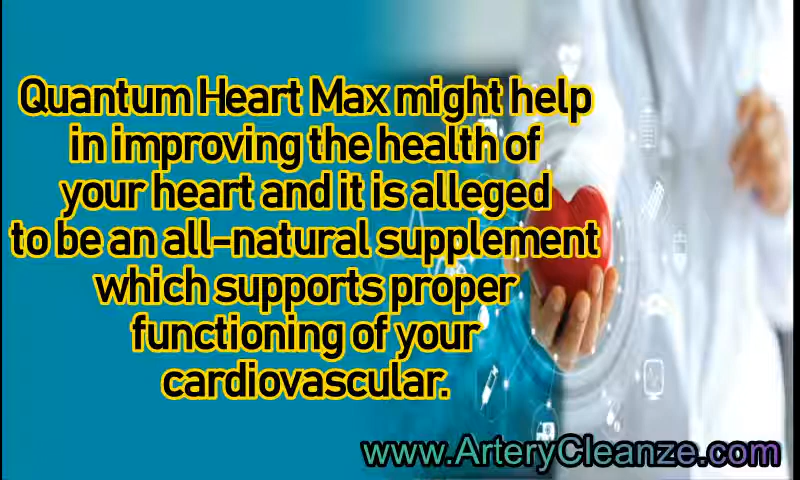 Quantum Heart Max might help
in improving the health of
your heart and it is alleged
to be an all-natural supplement
which supports proper
functioning of your
cardiovascular.
www.ArteryCleanze.com